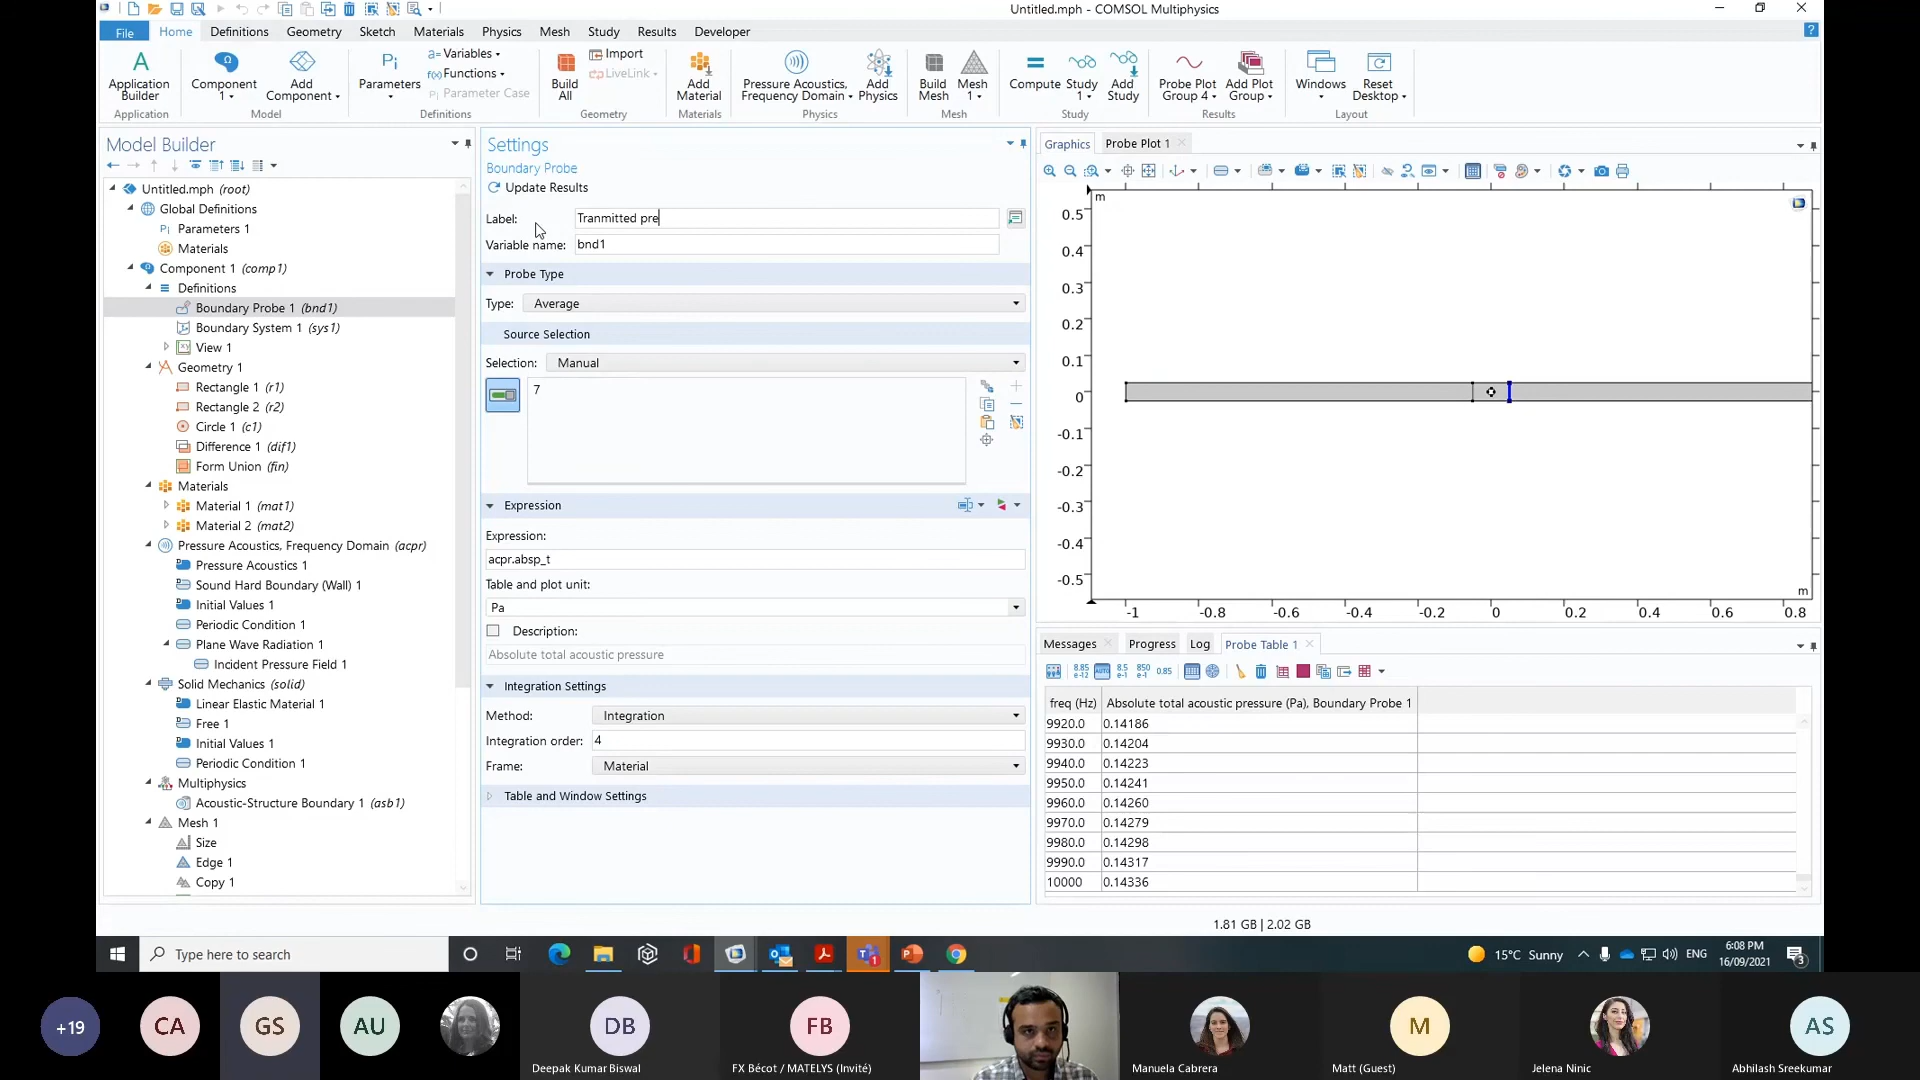 Untitled.mph - COMSOL Multiphysics
File Home Definitions Geometry Sketch Materials Physics Mesh Study Results Developer
Application Builder
Component 1
Add Component
Parameters
a= Variables
f(x) Functions
Pi Parameter Case
Build All
Import
LiveLink
Add Material
Pressure Acoustics, Frequency Domain
Add Physics
Build Mesh
Mesh 1
Compute
Study 1
Add Study
Probe Plot Group 4
Add Plot Group
Windows
Reset Desktop
Application Model Definitions Geometry Materials Physics Mesh Study Results Layout
Model Builder
Untitled.mph (root)
Global Definitions
Pi Parameters 1
Materials
Component 1 (comp1)
Definitions
Boundary Probe 1 (bnd1)
Boundary System 1 (sys1)
View 1
Geometry 1
Rectangle 1 (r1)
Rectangle 2 (r2)
Circle 1 (c1)
Difference 1 (dif1)
Form Union (fin)
Materials
Material 1 (mat1)
Material 2 (mat2)
Pressure Acoustics, Frequency Domain (acpr)
Pressure Acoustics 1
Sound Hard Boundary (Wall) 1
Initial Values 1
Periodic Condition 1
Plane Wave Radiation 1
Incident Pressure Field 1
Solid Mechanics (solid)
Linear Elastic Material 1
Free 1
Initial Values 1
Periodic Condition 1
Multiphysics
Acoustic-Structure Boundary 1 (asb1)
Mesh 1
Size
Edge 1
Copy 1
Settings
Boundary Probe
Update Results
Label: Tranmitted pre
Variable name: bnd1
Probe Type
Type: Average
Source Selection
Selection: Manual
7
Expression
Expression:
acpr.absp_t
Table and plot unit:
Pa
Description:
Absolute total acoustic pressure
Integration Settings
Method: Integration
Integration order: 4
Frame: Material
Table and Window Settings
Graphics Probe Plot 1
m
0.5
0.4
0.3
0.2
0.1
0
-0.1
-0.2
-0.3
-0.4
-0.5
m
-1 -0.8 -0.6 -0.4 -0.2 0 0.2 0.4 0.6 0.8
Messages Progress Log Probe Table 1
8.85 e-12 AUTO 8.5 e-1 850 e-1 0.85
freq (Hz) Absolute total acoustic pressure (Pa), Boundary Probe 1
9920.0 0.14186
9930.0 0.14204
9940.0 0.14223
9950.0 0.14241
9960.0 0.14260
9970.0 0.14279
9980.0 0.14298
9990.0 0.14317
10000 0.14336
1.81 GB | 2.02 GB
Type here to search
15°C Sunny
ENG
6:08 PM
16/09/2021
3
+19
CA
GS
AU
DB
Deepak Kumar Biswal
FB
FX Bécot / MATELYS (Invité)
Manuela Cabrera
M
Matt (Guest)
Jelena Ninic
AS
Abhilash Sreekumar